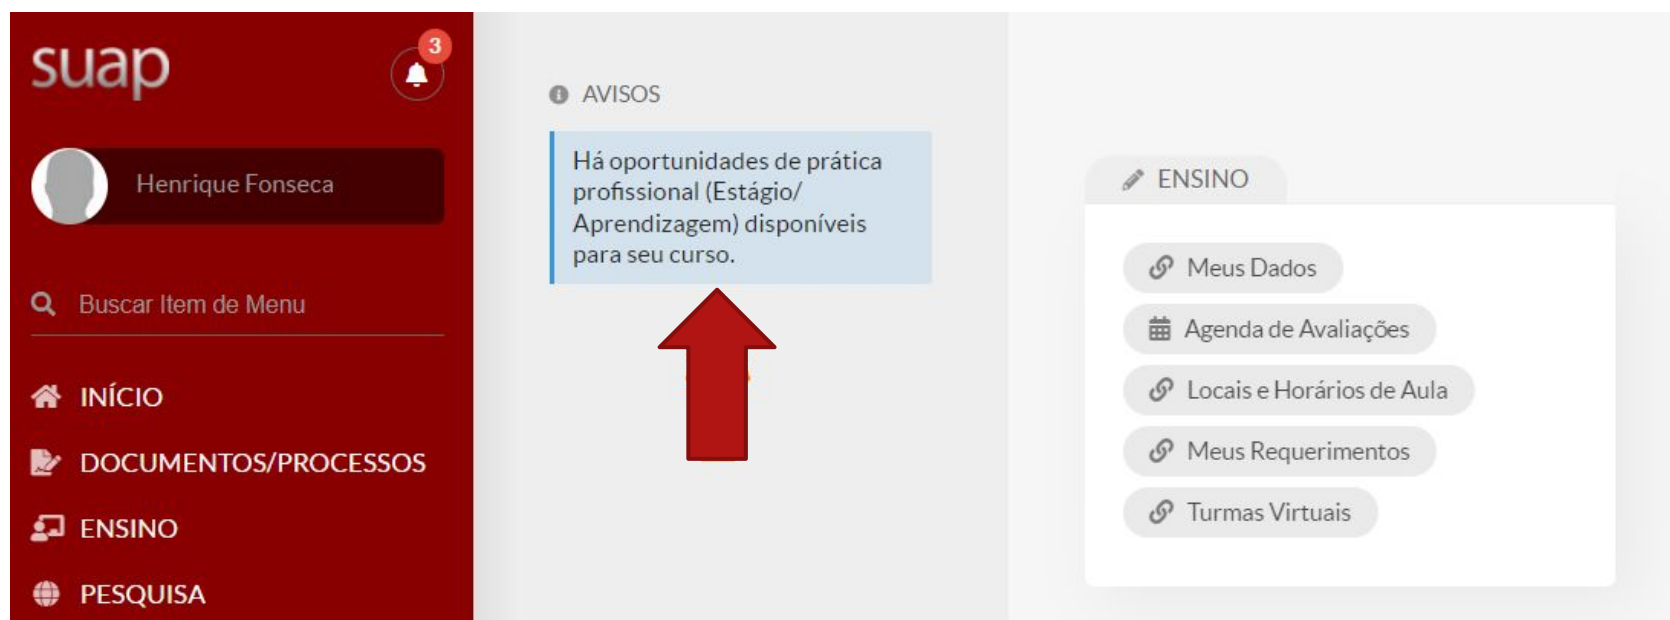 suap
3
Henrique Fonseca
Buscar Item de Menu
INÍCIO
DOCUMENTOS/PROCESSOS
ENSINO
PESQUISA
AVISOS
Há oportunidades de prática
profissional (Estágio/
Aprendizagem) disponíveis
para seu curso.
ENSINO
Meus Dados
Agenda de Avaliações
Locais e Horários de Aula
Meus Requerimentos
Turmas Virtuais